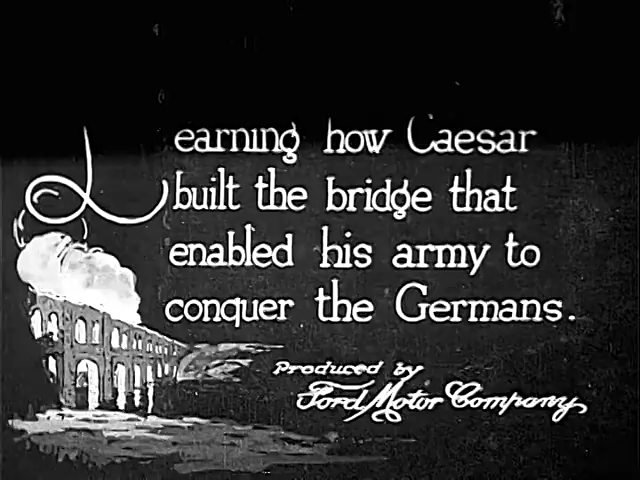 Learning how Caesar
built the bridge that
enabled his army to
conquer the Germans.
Produced by
Ford Motor Company